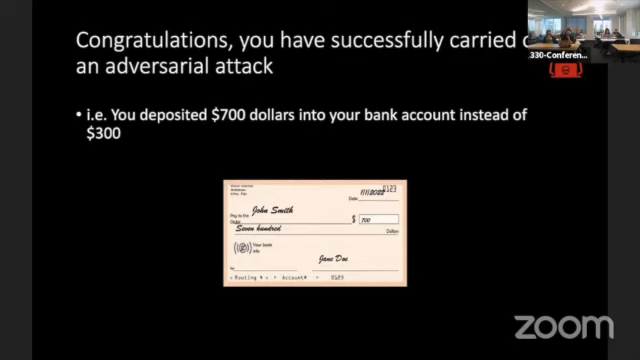 Congratulations, you have successfully carried
an adversarial attack
330-Conferen...
• i.e. You deposited $700 dollars into your bank account instead of
$300
0123
1/1/2022
Date
John Smith
Pay to the
Order
$ 700
Seven hundred
Dollars
Your bank
info
Jane Doe
Routing # Account# 0123
zoom